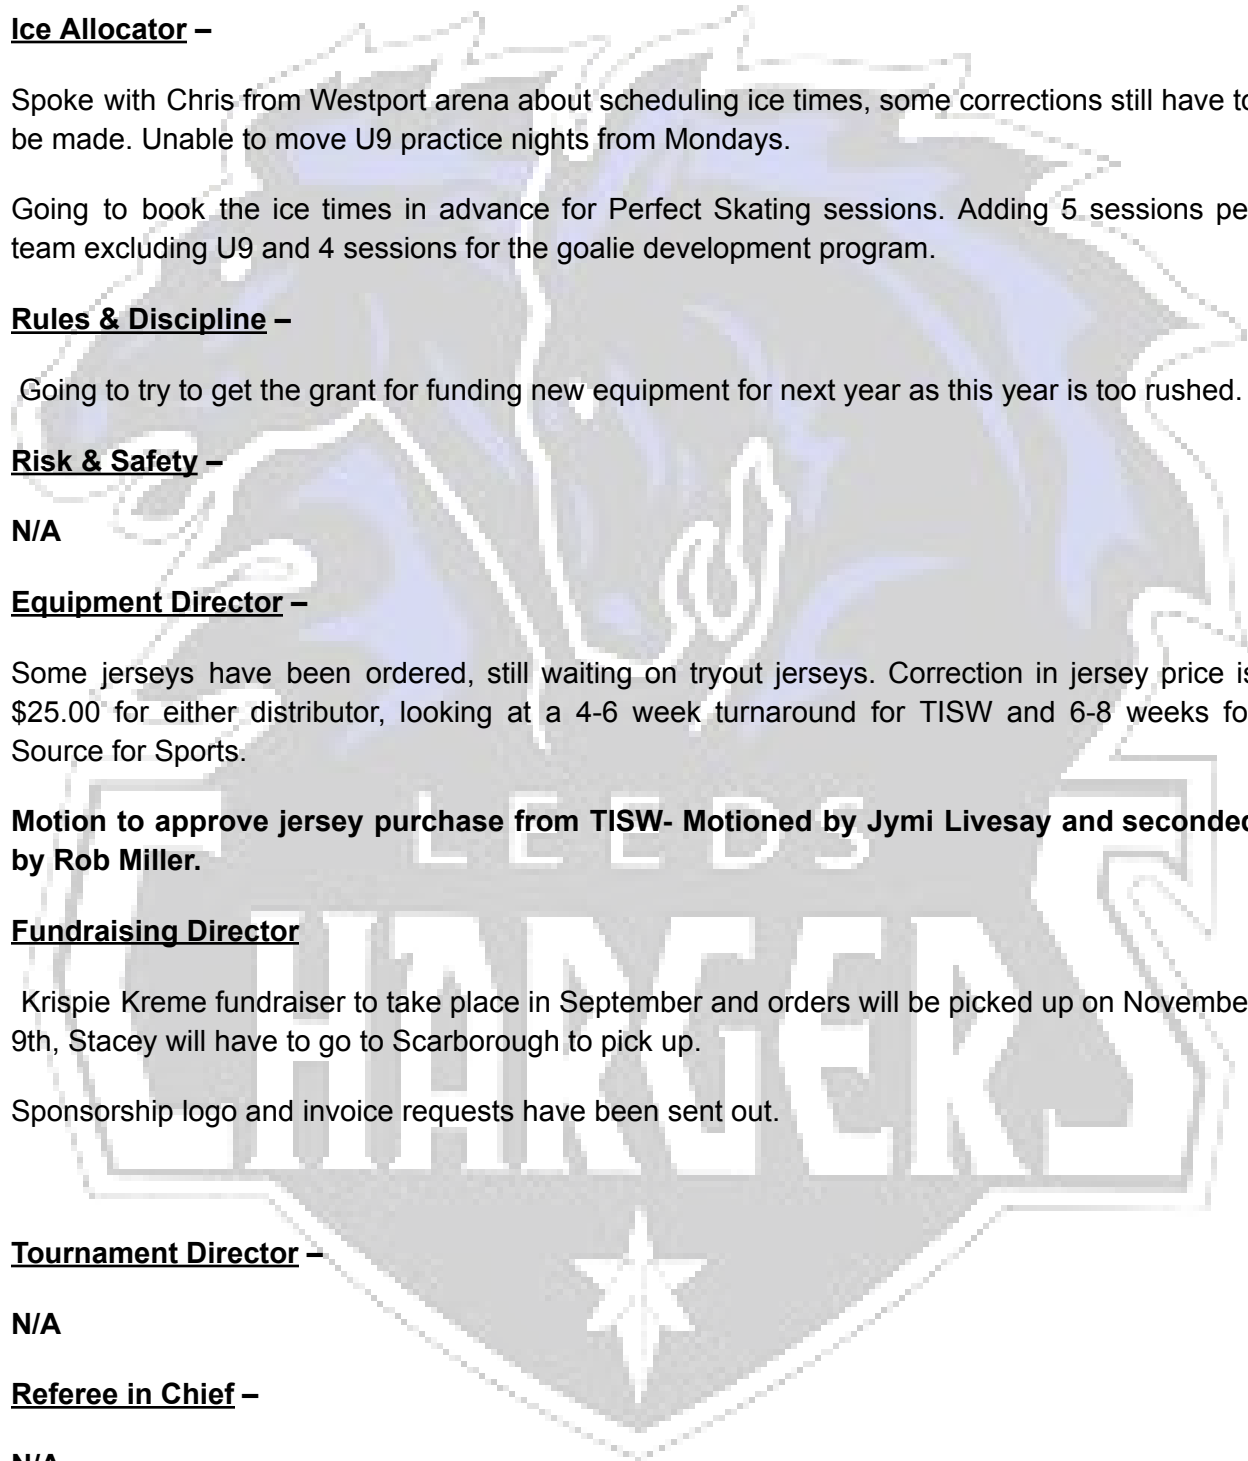 Ice Allocator –
Spoke with Chris from Westport arena about scheduling ice times, some corrections still have to
be made. Unable to move U9 practice nights from Mondays.
Going to book the ice times in advance for Perfect Skating sessions. Adding 5 sessions pe
team excluding U9 and 4 sessions for the goalie development program.
Rules & Discipline –
Going to try to get the grant for funding new equipment for next year as this year is too rushed.
Risk & Safety –
N/A
Equipment Director –
Some jerseys have been ordered, still waiting on tryout jerseys. Correction in jersey price is
$25.00 for either distributor, looking at a 4-6 week turnaround for TISW and 6-8 weeks fo
Source for Sports.
LEEDS
Motion to approve jersey purchase from TISW- Motioned by Jymi Livesay and seconded
by Rob Miller.
Fundraising Director
CHARGERS
Krispie Kreme fundraiser to take place in September and orders will be picked up on Novembe
9th, Stacey will have to go to Scarborough to pick up.
Sponsorship logo and invoice requests have been sent out.
Tournament Director –
N/A
Referee in Chief –
N/A